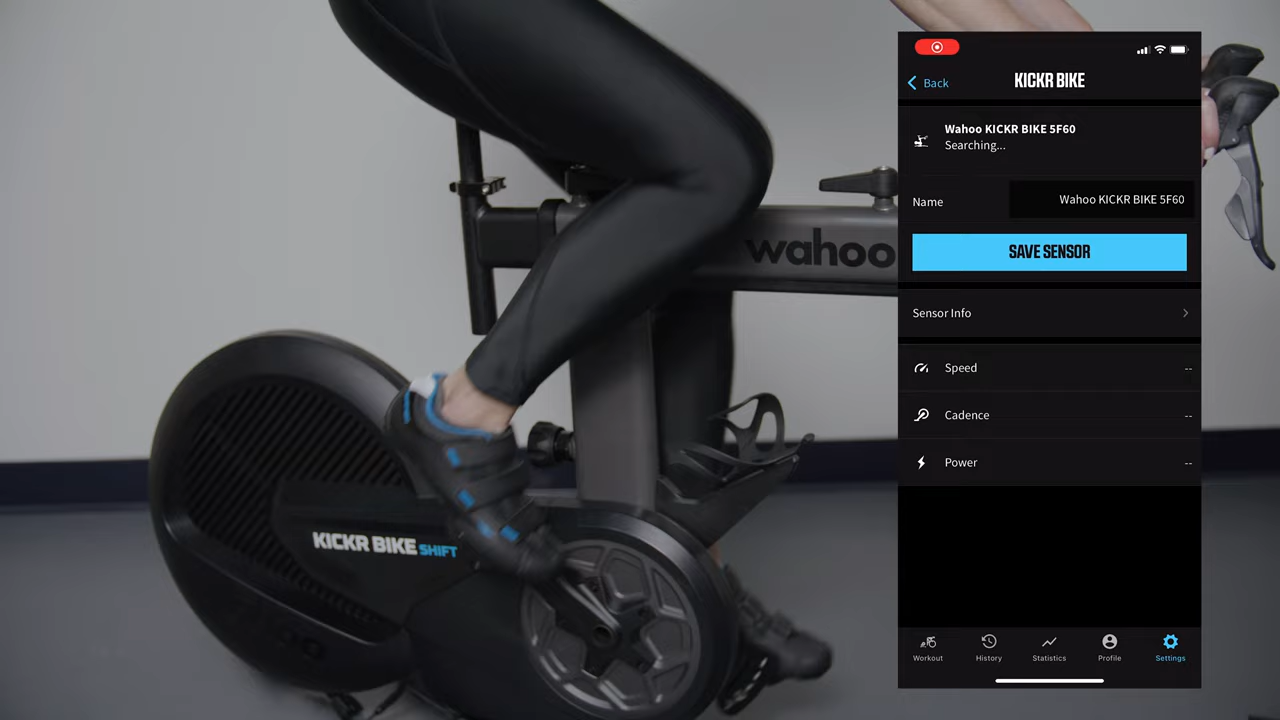 wahoo
KICKR BIKE SHIFT
Back
KICKR BIKE
Wahoo KICKR BIKE 5F60
Searching...
Name
Wahoo KICKR BIKE 5F60
SAVE SENSOR
Sensor Info
Speed --
Cadence --
Power --
Workout
History
Statistics
Profile
Settings